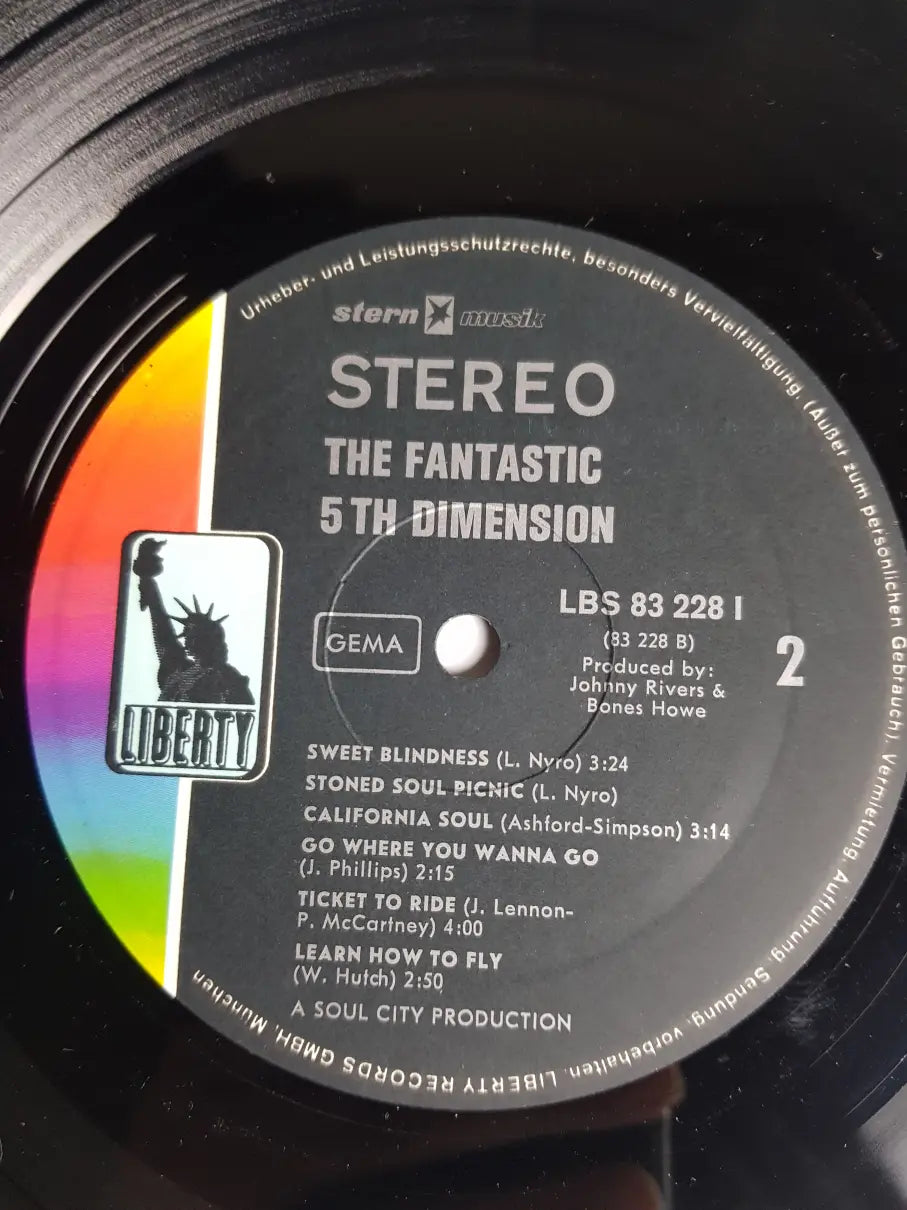 Urheber- und Leistungsschutzrechte, besonders Vervielfältigung, (Außer zum persönlichen Gebrauch), Vermietung, Aufführung, Sendung, vorbehalten. LIBERTY RECORDS GMBH, München
stern musik
STEREO
THE FANTASTIC
5TH DIMENSION
LBS 83 228 I
(83 228 B)
GEMA
2
Produced by:
Johnny Rivers &
Bones Howe
LIBERTY
SWEET BLINDNESS (L. Nyro) 3:24
STONED SOUL PICNIC (L. Nyro)
CALIFORNIA SOUL (Ashford-Simpson) 3:14
GO WHERE YOU WANNA GO
(J. Phillips) 2:15
TICKET TO RIDE (J. Lennon-
P. McCartney) 4:00
LEARN HOW TO FLY
(W. Hutch) 2:50
A SOUL CITY PRODUCTION